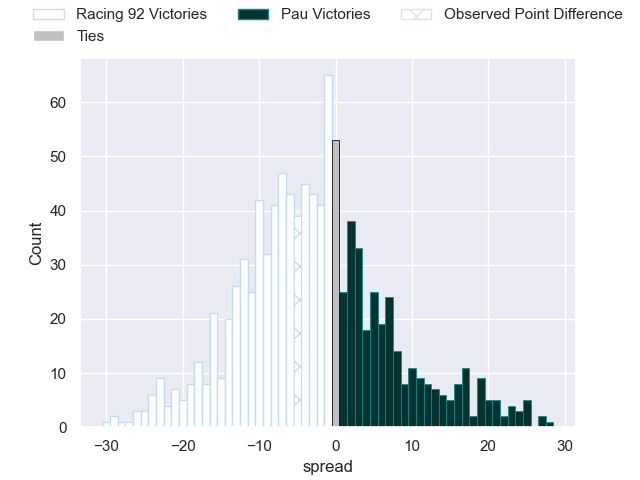 Racing 92 Victories
Pau Victories
Observed Point Difference
Ties
60
50
40
30
20
10
0
Count
−30
−20
−10
0
10
20
30
spread